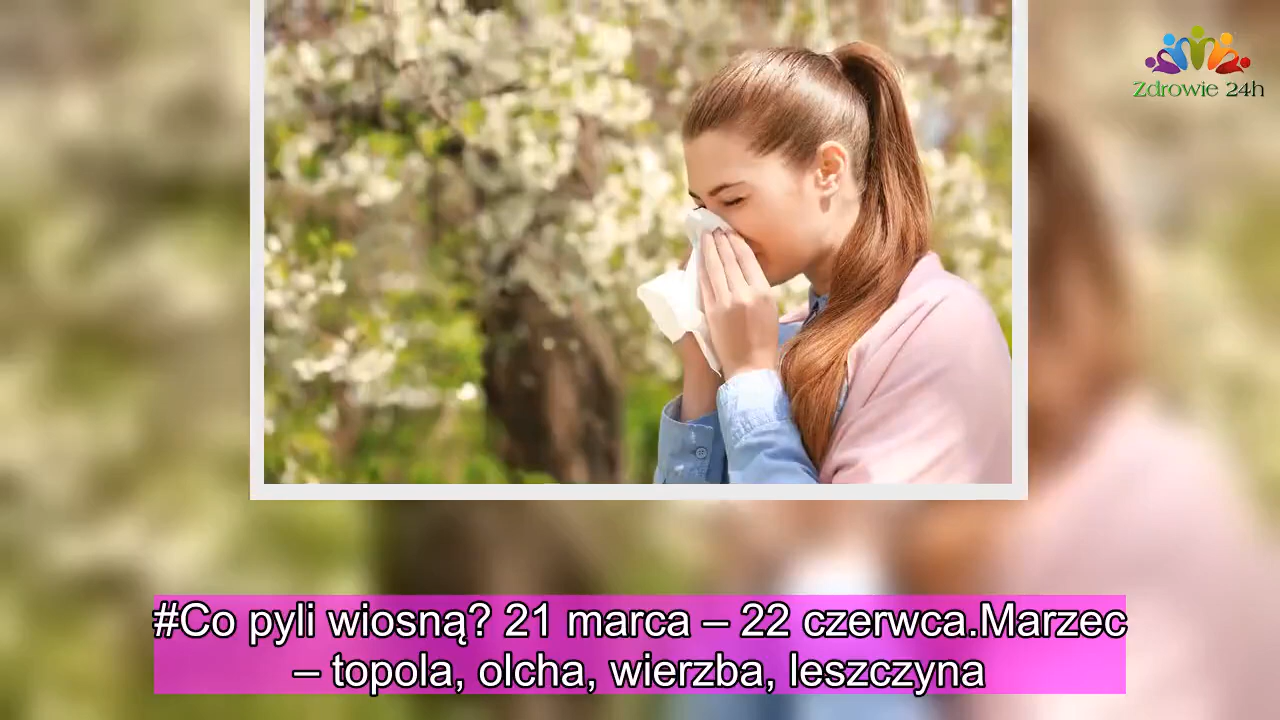 Zdrowie 24h
#Co pyli wiosną? 21 marca – 22 czerwca.Marzec
– topola, olcha, wierzba, leszczyna